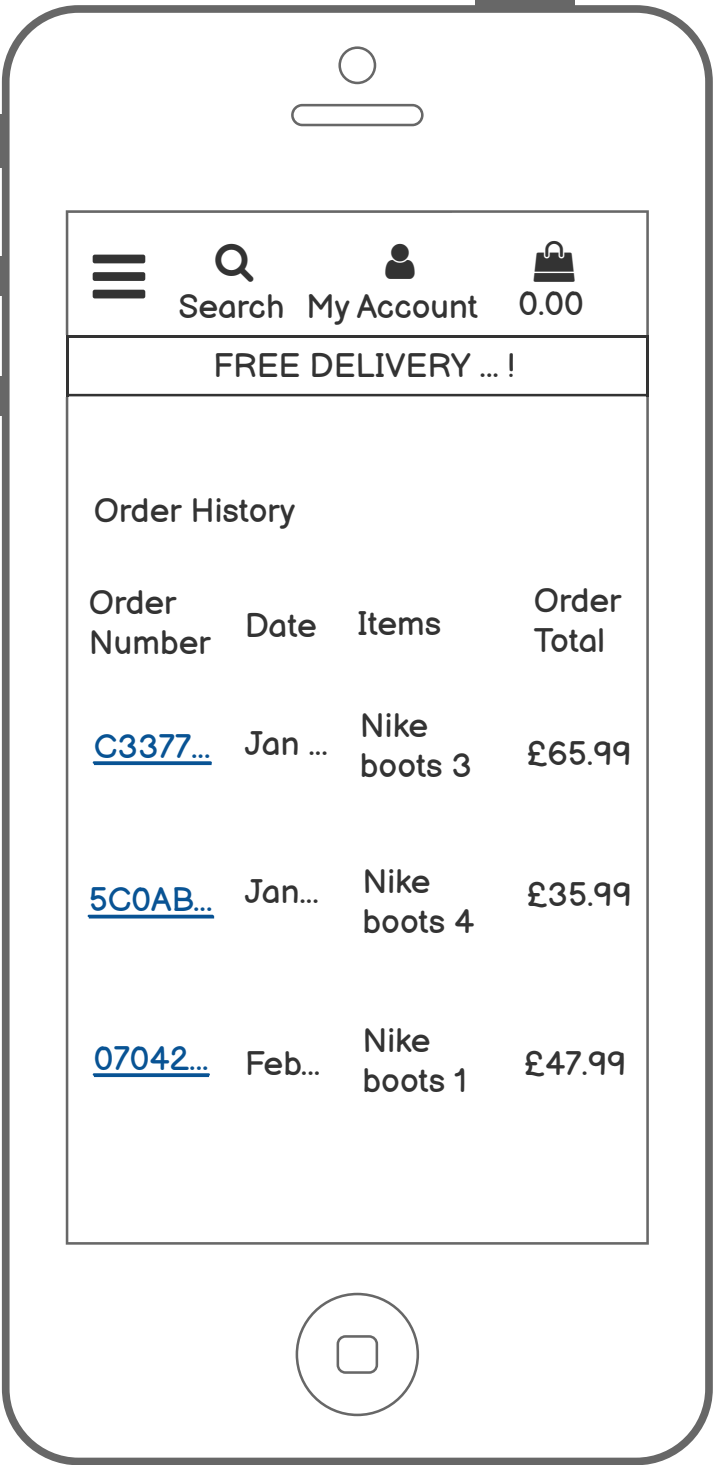 Search My Account 0.00
FREE DELIVERY ... !
Order History
Order Number Date Items Order Total
C3377... Jan ... Nike boots 3 £65.99
5C0AB... Jan... Nike boots 4 £35.99
07042... Feb... Nike boots 1 £47.99